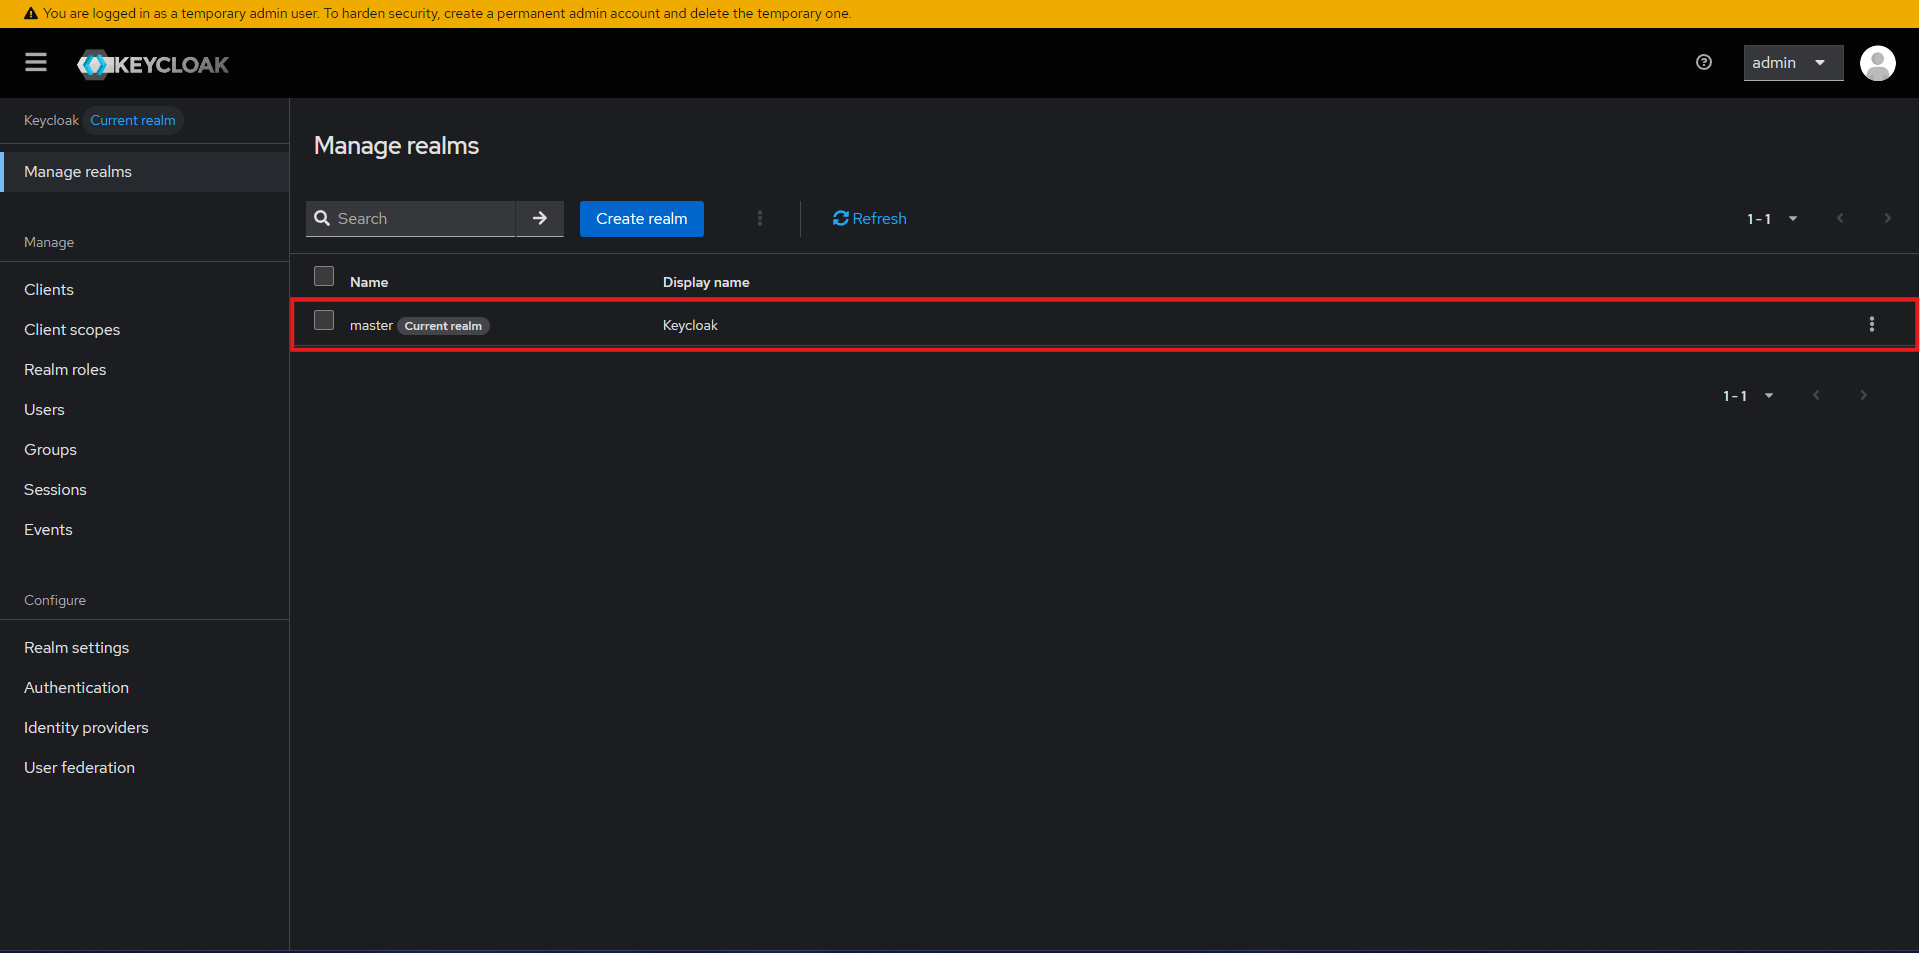 You are logged in as a temporary admin user. To harden security, create a permanent admin account and delete the temporary one.
KEYCLOAK
admin
Keycloak Current realm
Manage realms
Manage
Clients
Client scopes
Realm roles
Users
Groups
Sessions
Events
Configure
Realm settings
Authentication
Identity providers
User federation
Manage realms
Search
Create realm
Refresh
1 - 1
Name Display name
master Current realm Keycloak
1 - 1